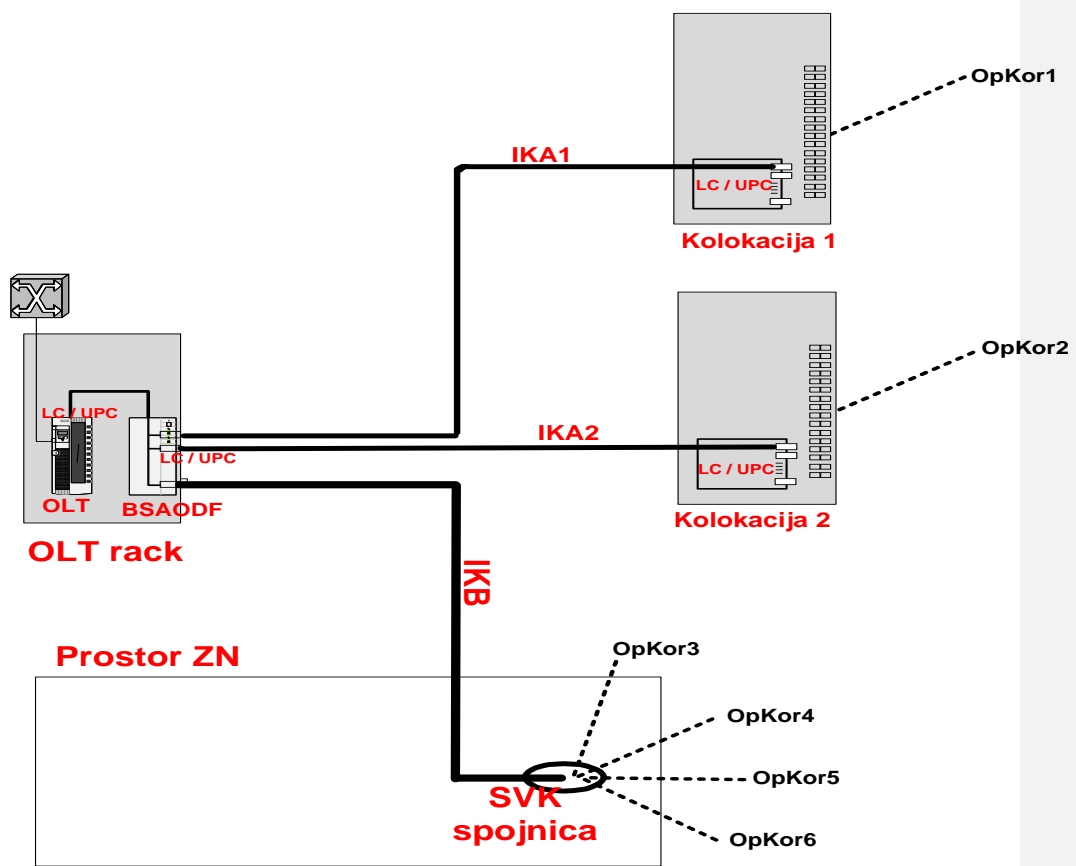 OpKor1
IKA1
LC / UPC
Kolokacija 1
OpKor2
LC / UPC
IKA2
LC / UPC
LC / UPC
OLT
BSAODF
Kolokacija 2
OLT rack
IKB
Prostor ZN
OpKor3
OpKor4
OpKor5
SVK
spojnica
OpKor6